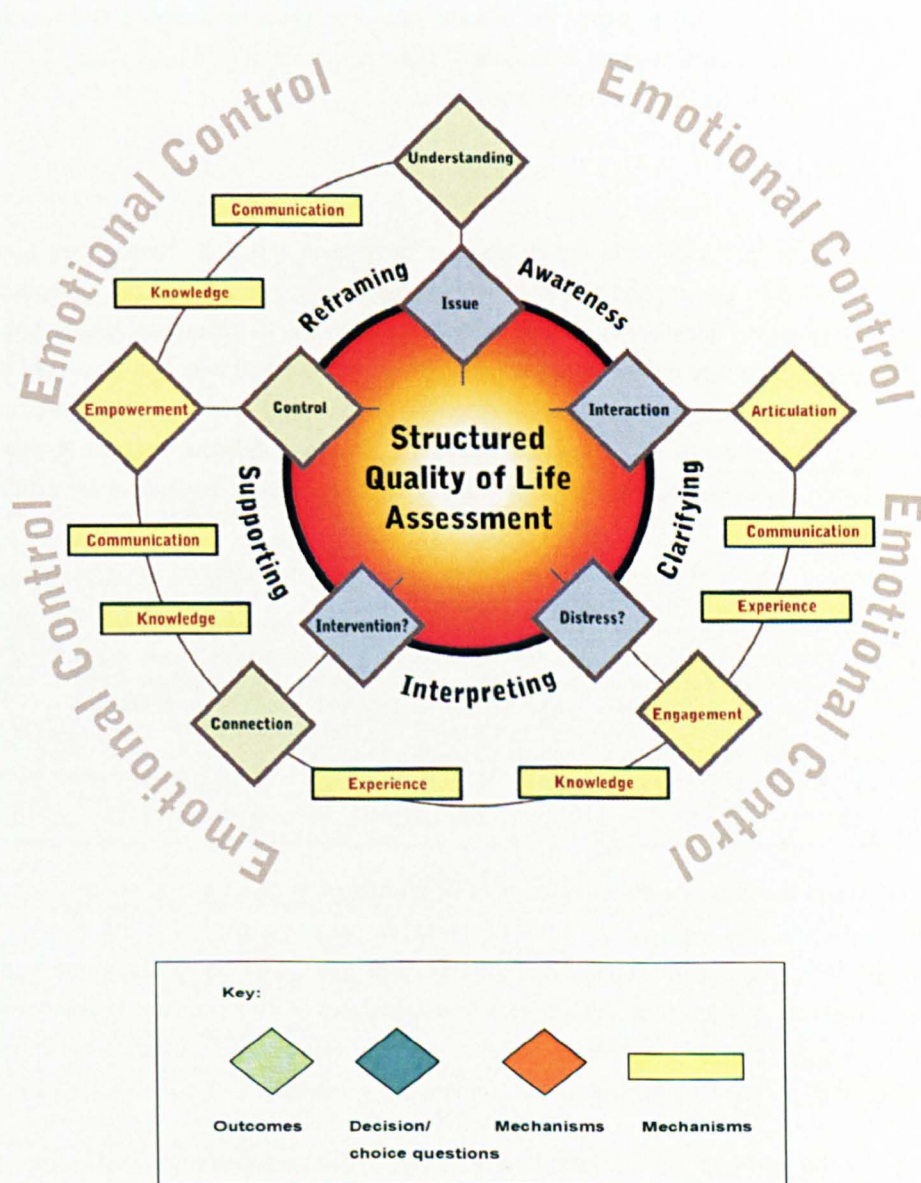 Emotional Control
Emotional Control
Understanding
Communication
Knowledge
Reframing
Awareness
Issue
Empowerment
Control
Interaction
Articulation
Structured
Quality of Life
Assessment
Supporting
Clarifying
Communication
Communication
Knowledge
Experience
Intervention?
Distress?
Interpreting
Connection
Engagement
Experience
Knowledge
Emotional Control
Emotional Control
Key:
Outcomes
Decision/
choice questions
Mechanisms
Mechanisms